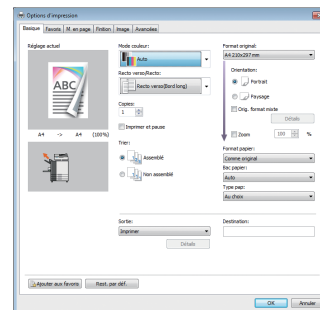 Options d'impression
Basique Favoris M. en page Finition Image Avancées
Réglage actuel
ABC
A4 -> A4 (100%)
Mode couleur:
Auto
Recto verso/Recto:
Recto verso(Bord long)
Copies:
1
Imprimer et pause
Trier:
Assemblé
Non assemblé
Sortie:
Imprimer
Détails
Format original:
A4 210x297 mm
Orientation:
Portrait
Paysage
Orig. format mixte
Détails
Zoom 100 %
Format papier:
Comme original
Bac papier:
Auto
Type pap:
Au choix
Destination:
Ajouter aux favoris
Rest. par déf.
OK
Annuler